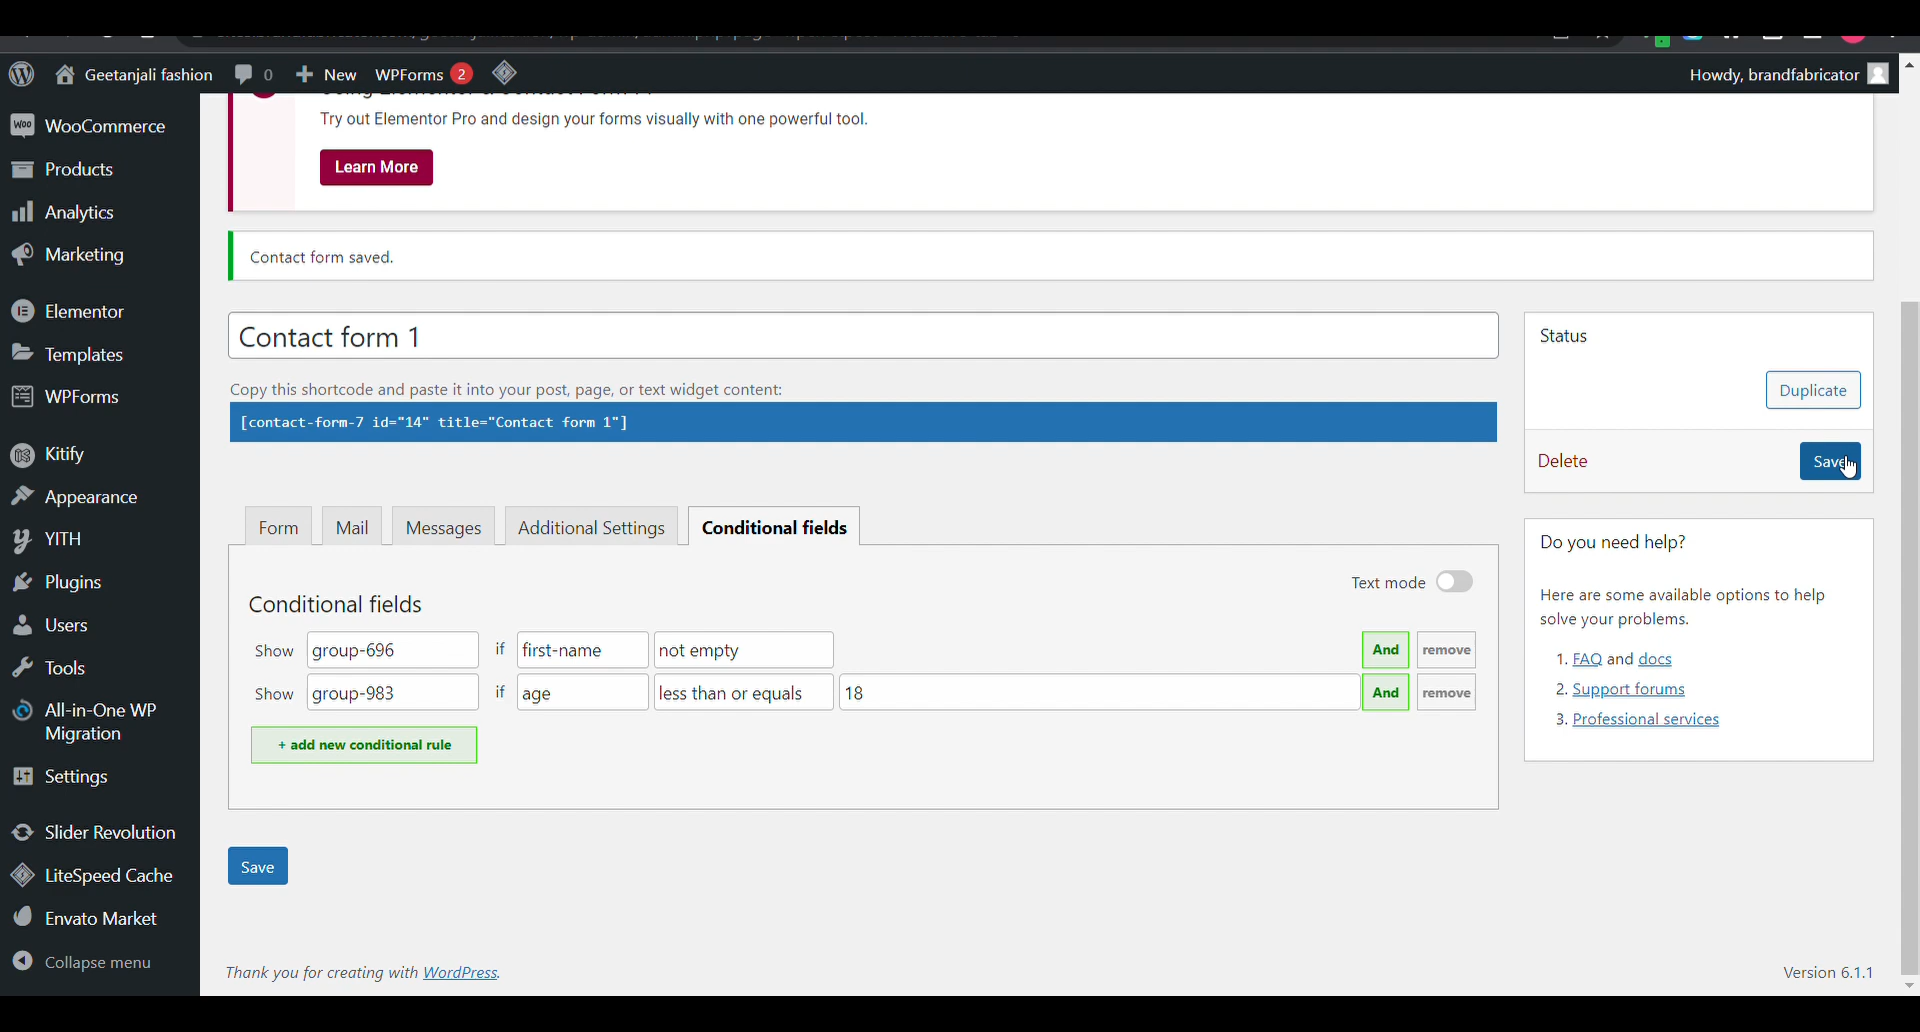 Geetanjali fashion 0 New WPForms 2 Howdy, brandfabricator
WooCommerce
Products
Analytics
Marketing
Elementor
Templates
WPForms
Kitify
Appearance
YITH
Plugins
Users
Tools
All-in-One WP
Migration
Settings
Slider Revolution
LiteSpeed Cache
Envato Market
Collapse menu
Try out Elementor Pro and design your forms visually with one powerful tool.
Learn More
Contact form saved.
Contact form 1
Copy this shortcode and paste it into your post, page, or text widget content:
[contact-form-7 id="14" title="Contact form 1"]
Form Mail Messages Additional Settings Conditional fields
Text mode
Conditional fields
Show group-696 if first-name not empty And remove
Show group-983 if age less than or equals 18 And remove
+ add new conditional rule
Save
Status
Duplicate
Delete Save
Do you need help?
Here are some available options to help
solve your problems.
1. FAQ and docs
2. Support forums
3. Professional services
Thank you for creating with WordPress. Version 6.1.1